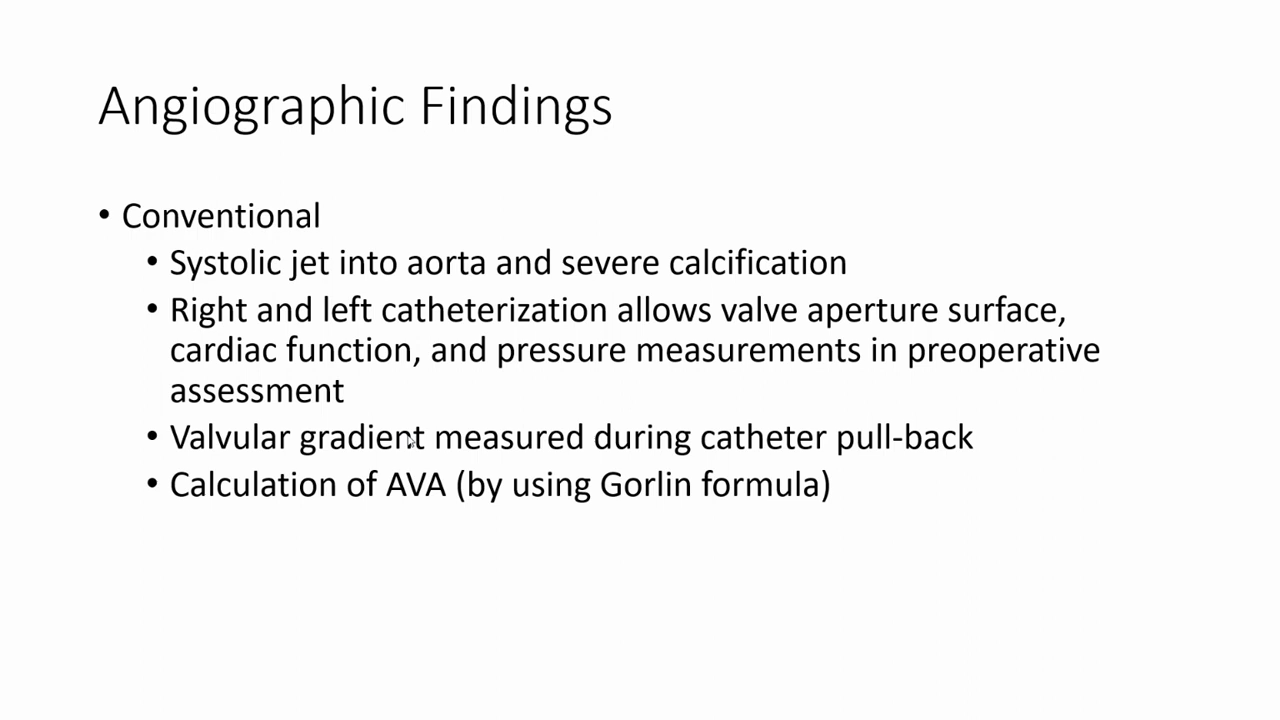 Angiographic Findings
• Conventional
• Systolic jet into aorta and severe calcification
• Right and left catheterization allows valve aperture surface,
cardiac function, and pressure measurements in preoperative
assessment
• Valvular gradient measured during catheter pull-back
• Calculation of AVA (by using Gorlin formula)